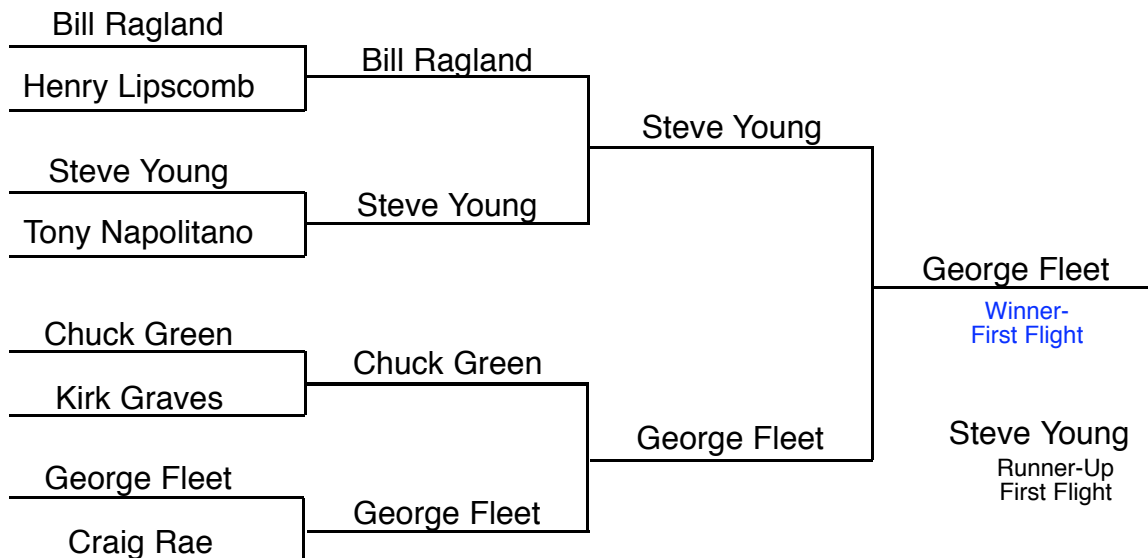 Bill Ragland
Henry Lipscomb
Bill Ragland
Steve Young
Steve Young
Tony Napolitano
Steve Young
George Fleet
Winner-
First Flight
Chuck Green
Kirk Graves
Chuck Green
George Fleet
George Fleet
Craig Rae
George Fleet
Steve Young
Runner-Up
First Flight